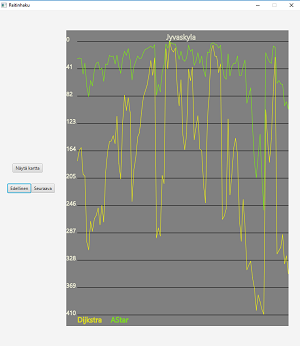 Reitinhaku
Jyvaskyla
0
41
82
123
164
205
246
287
328
369
410
Näytä kartta
Edellinen Seuraava
Dijkstra AStar